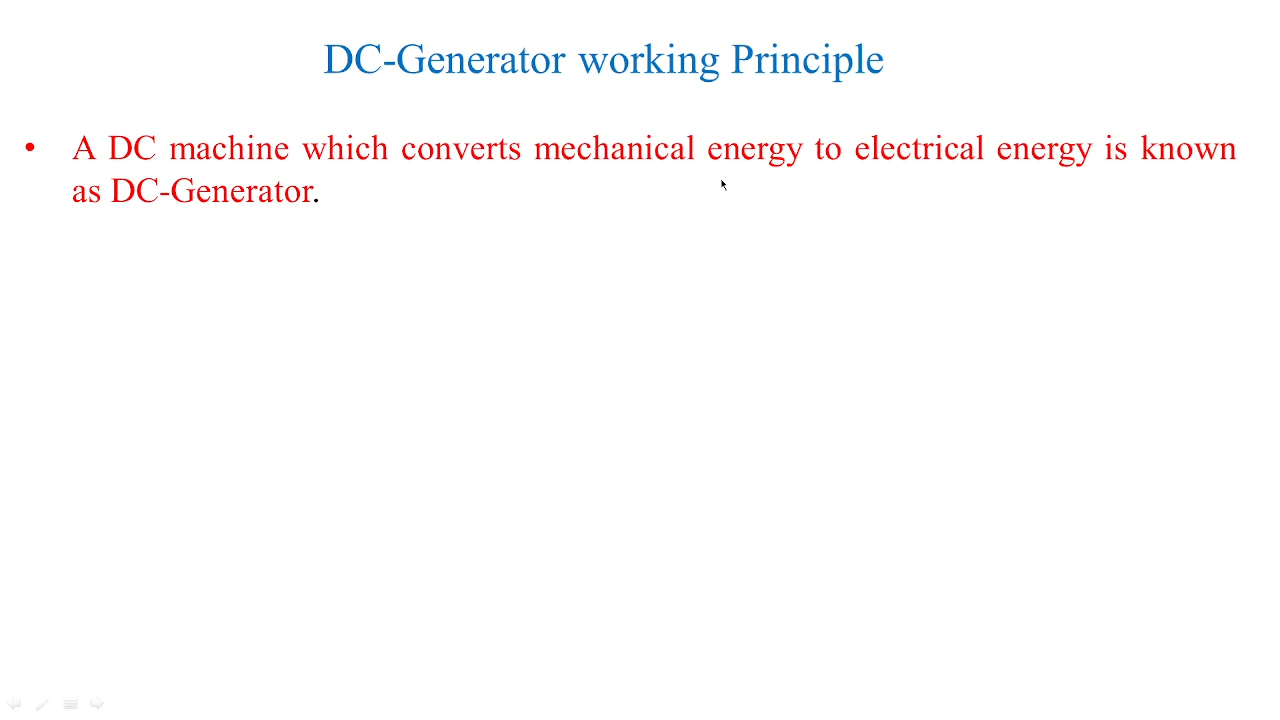 DC-Generator working Principle
• A DC machine which converts mechanical energy to electrical energy is known
as DC-Generator.